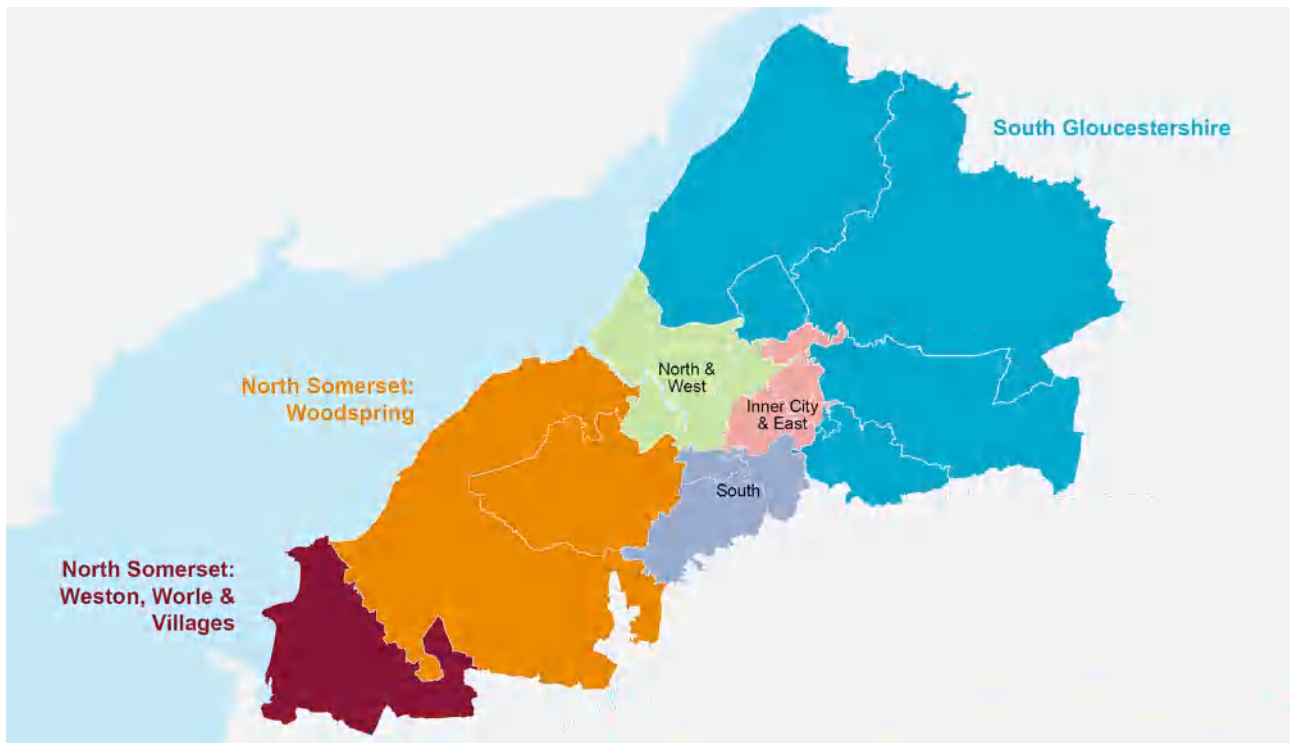 South Gloucestershire
North &
West
North Somerset:
Woodspring
Inner City
& East
South
North Somerset:
Weston, Worle &
Villages